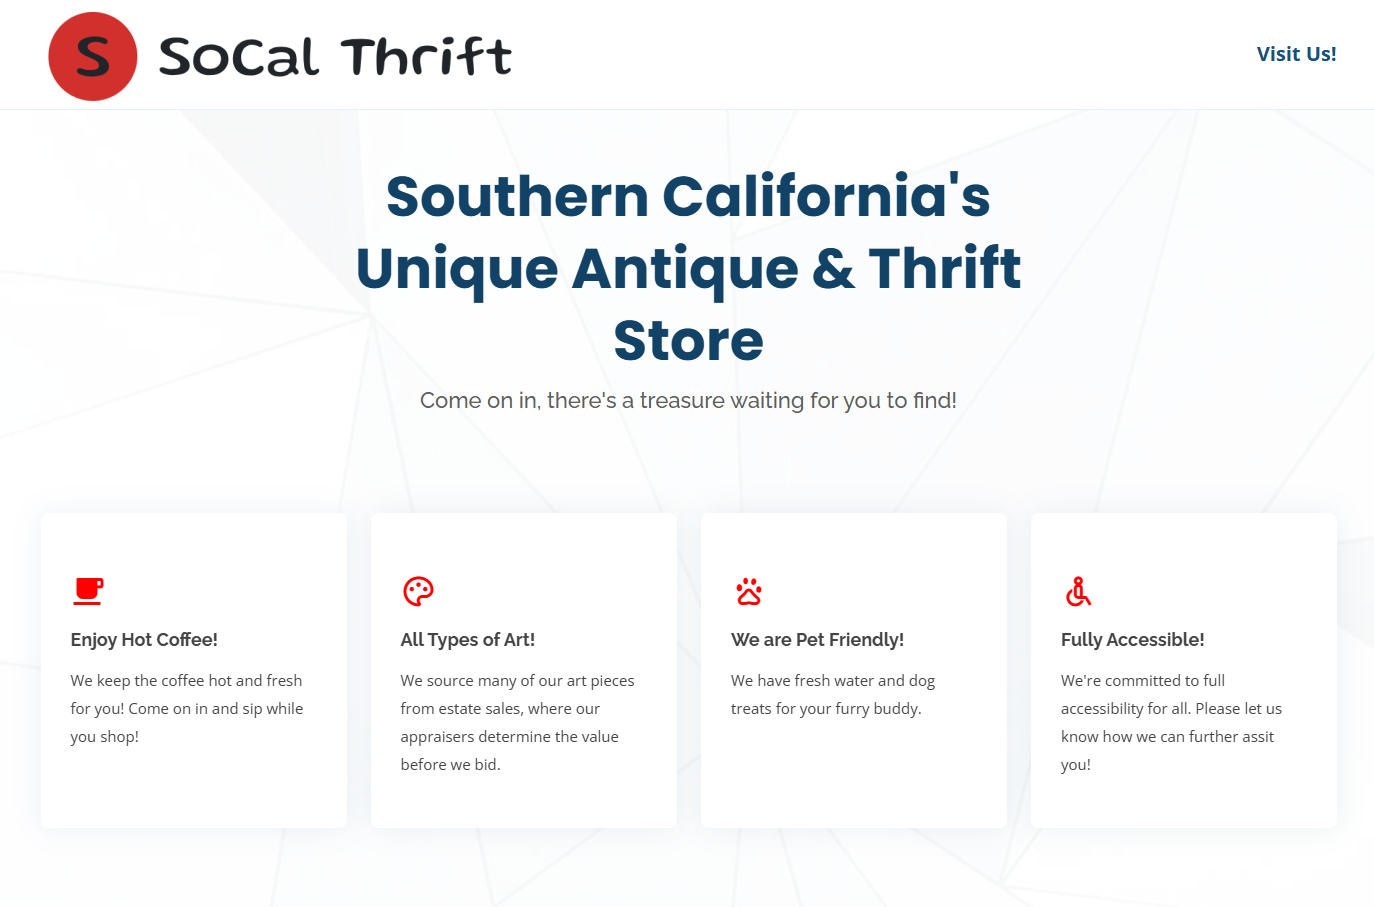 S SoCal Thrift
Visit Us!
Southern California's
Unique Antique & Thrift
Store
Come on in, there's a treasure waiting for you to find!
Enjoy Hot Coffee!
We keep the coffee hot and fresh
for you! Come on in and sip while
you shop!
All Types of Art!
We source many of our art pieces
from estate sales, where our
appraisers determine the value
before we bid.
We are Pet Friendly!
We have fresh water and dog
treats for your furry buddy.
Fully Accessible!
We're committed to full
accessibility for all. Please let us
know how we can further assit
you!